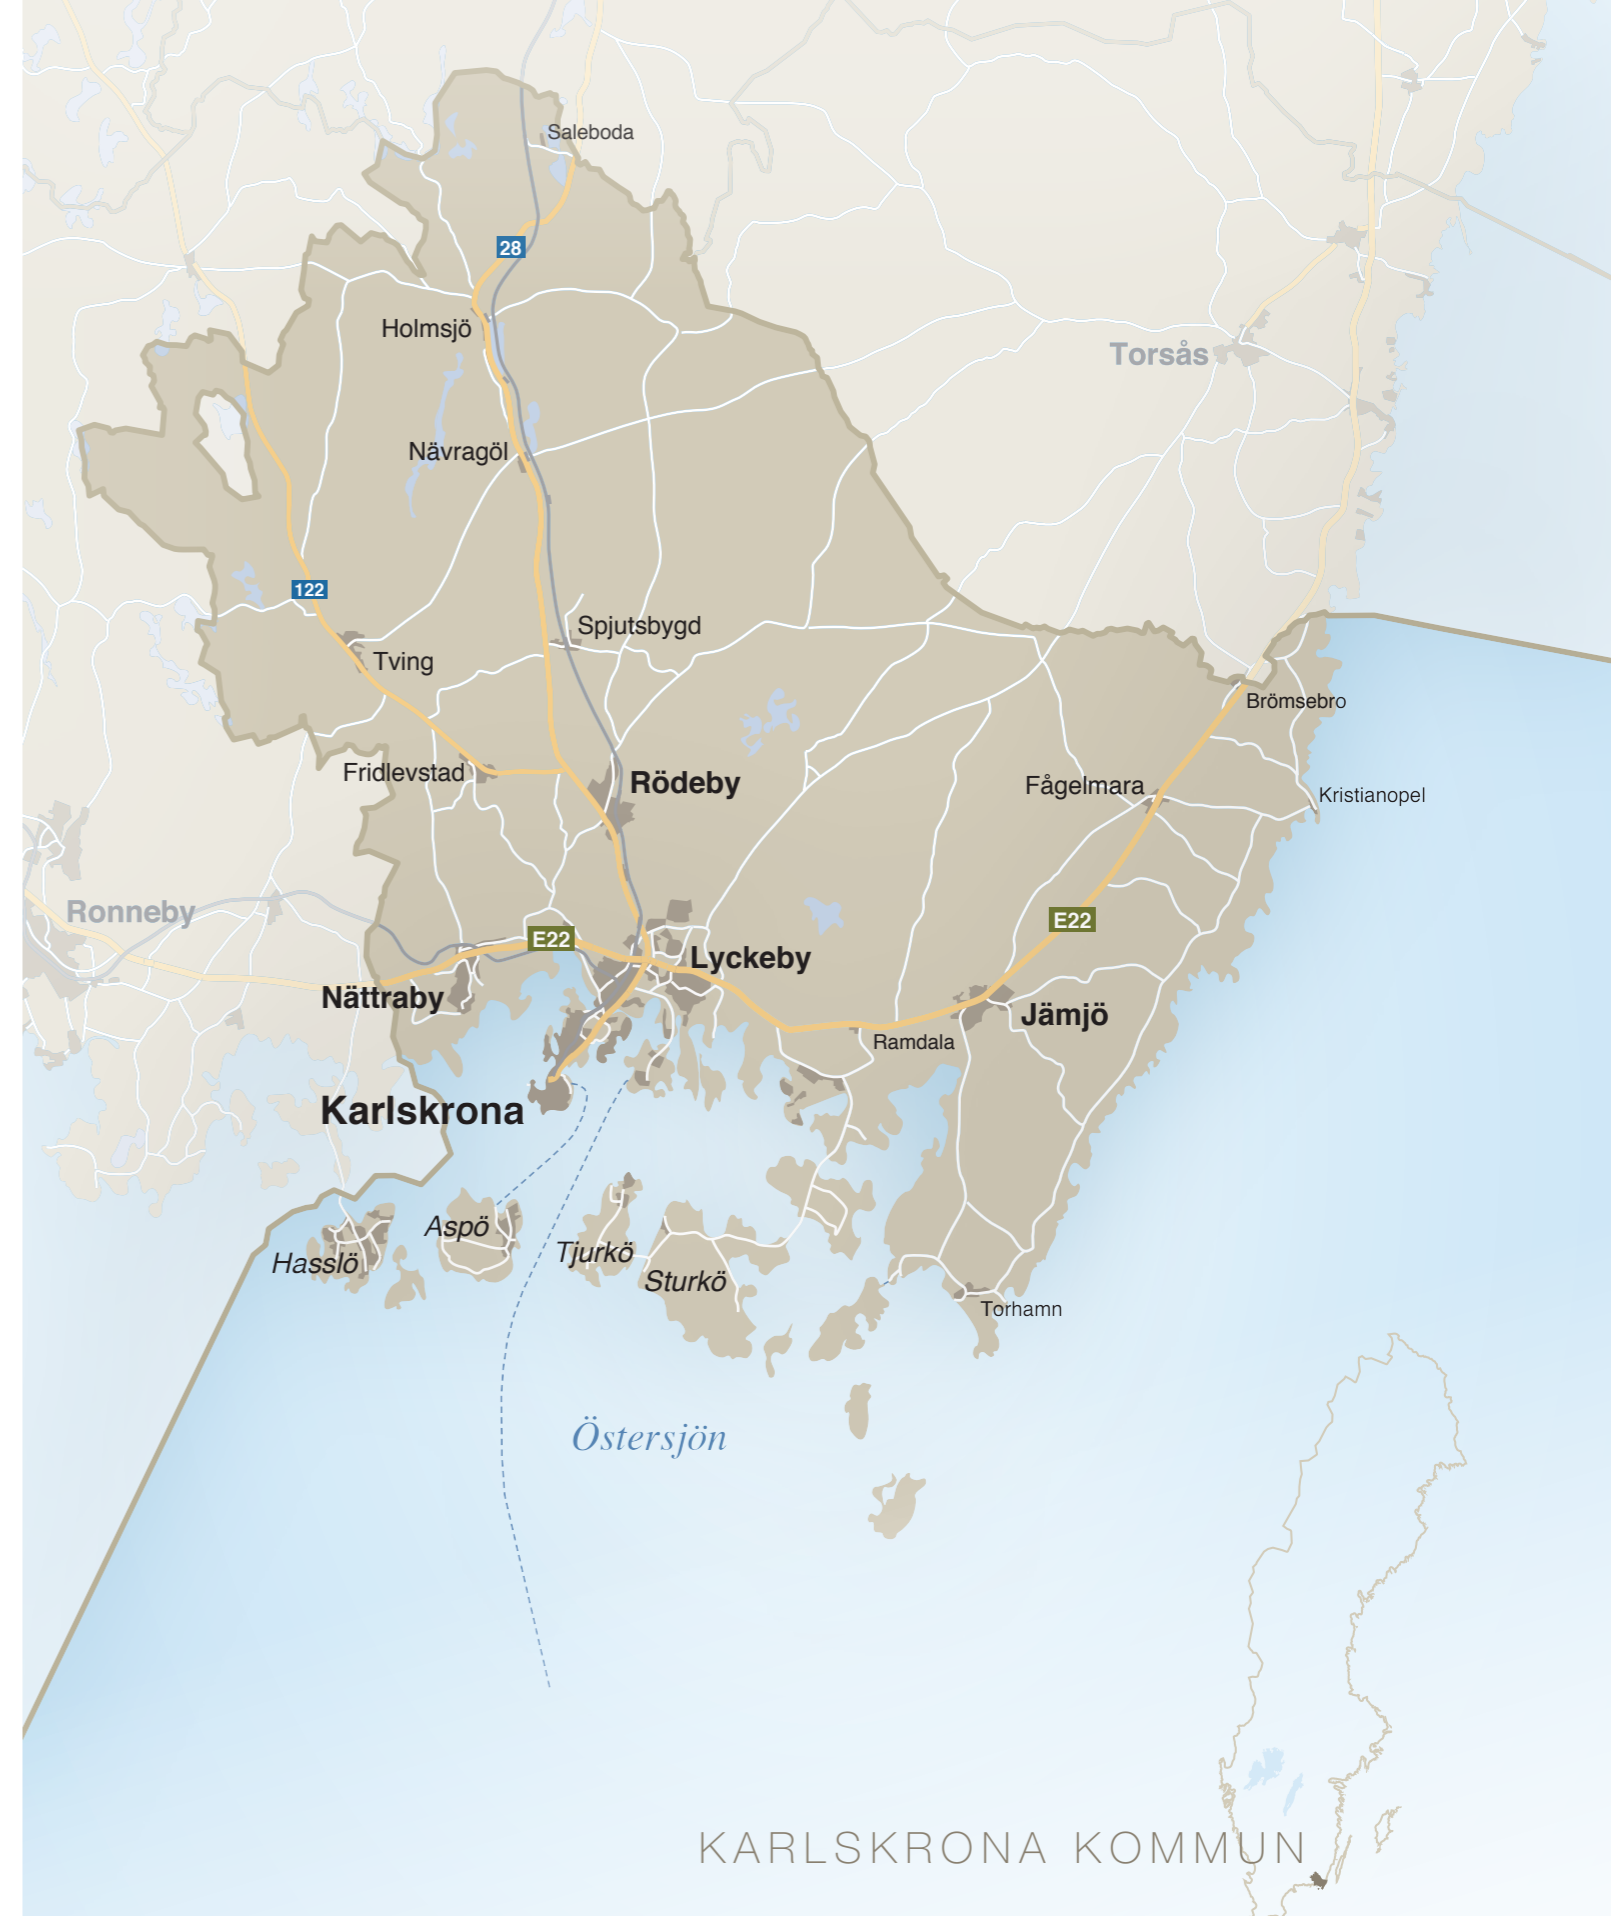 Saleboda
28
Holmsjö
Torsås
Nävragöl
122
Spjutsbygd
Tving
Brömsebro
Fridlevstad
Rödeby
Fågelmara
Kristianopel
Ronneby
E22
E22
Lyckeby
Nättraby
Jämjö
Ramdala
Karlskrona
Aspö
Hasslö
Tjurkö
Sturkö
Torhamn
Östersjön
KARLSKRONA KOMMUN